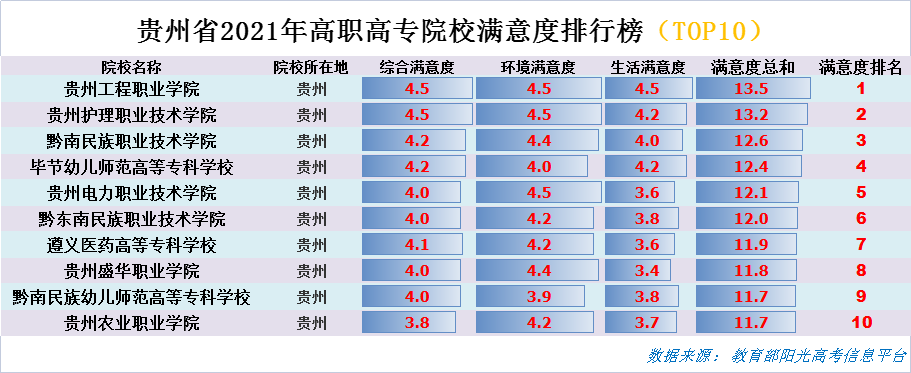 贵州省2021年高职高专院校满意度排行榜（TOP10）
院校名称 院校所在地 综合满意度 环境满意度 生活满意度 满意度总和 满意度排名
贵州工程职业学院 贵州 4.5 4.5 4.5 13.5 1
贵州护理职业技术学院 贵州 4.5 4.5 4.2 13.2 2
黔南民族职业技术学院 贵州 4.2 4.4 4.0 12.6 3
毕节幼儿师范高等专科学校 贵州 4.2 4.0 4.2 12.4 4
贵州电力职业技术学院 贵州 4.0 4.5 3.6 12.1 5
黔东南民族职业技术学院 贵州 4.0 4.2 3.8 12.0 6
遵义医药高等专科学校 贵州 4.1 4.2 3.6 11.9 7
贵州盛华职业学院 贵州 4.0 4.4 3.4 11.8 8
黔南民族幼儿师范高等专科学校 贵州 4.0 3.9 3.8 11.7 9
贵州农业职业学院 贵州 3.8 4.2 3.7 11.7 10
数据来源：教育部阳光高考信息平台